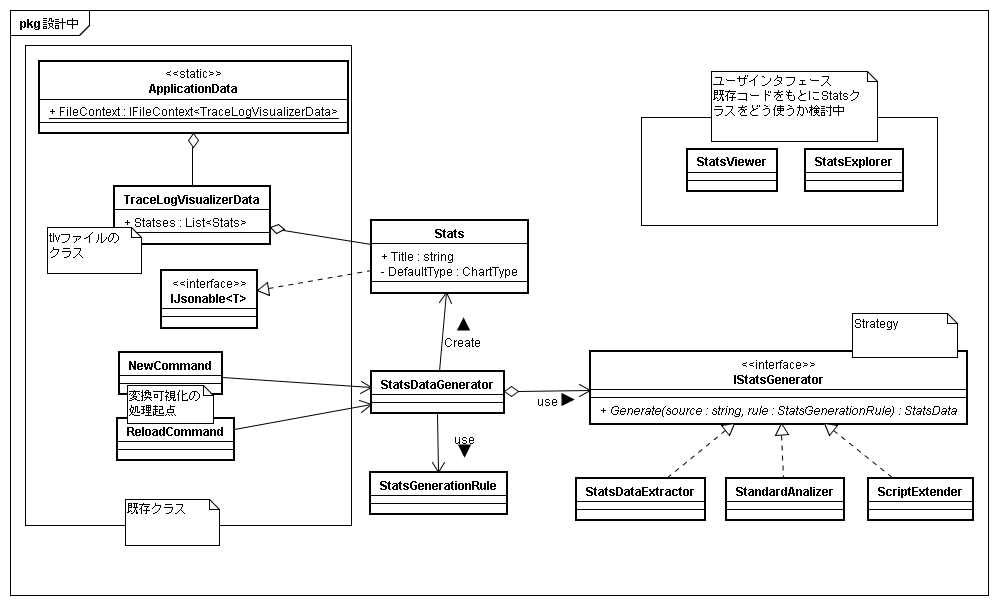 pkg 設計中
<<static>>
ApplicationData
+ FileContext : IFileContext<TraceLogVisualizerData>
TraceLogVisualizerData
+ Statses : List<Stats>
tlvファイルの
クラス
<<interface>>
IJsonable<T>
NewCommand
変換可視化の
処理起点
ReloadCommand
既存クラス
Stats
+ Title : string
- DefaultType : ChartType
▲
Create
StatsDataGenerator
use
▼
StatsGenerationRule
use ▶
ユーザインタフェース
既存コードをもとにStatsク
ラスをどう使うか検討中
StatsViewer
StatsExplorer
Strategy
<<interface>>
IStatsGenerator
+ Generate(source : string, rule : StatsGenerationRule) : StatsData
StatsDataExtractor
StandardAnalizer
ScriptExtender